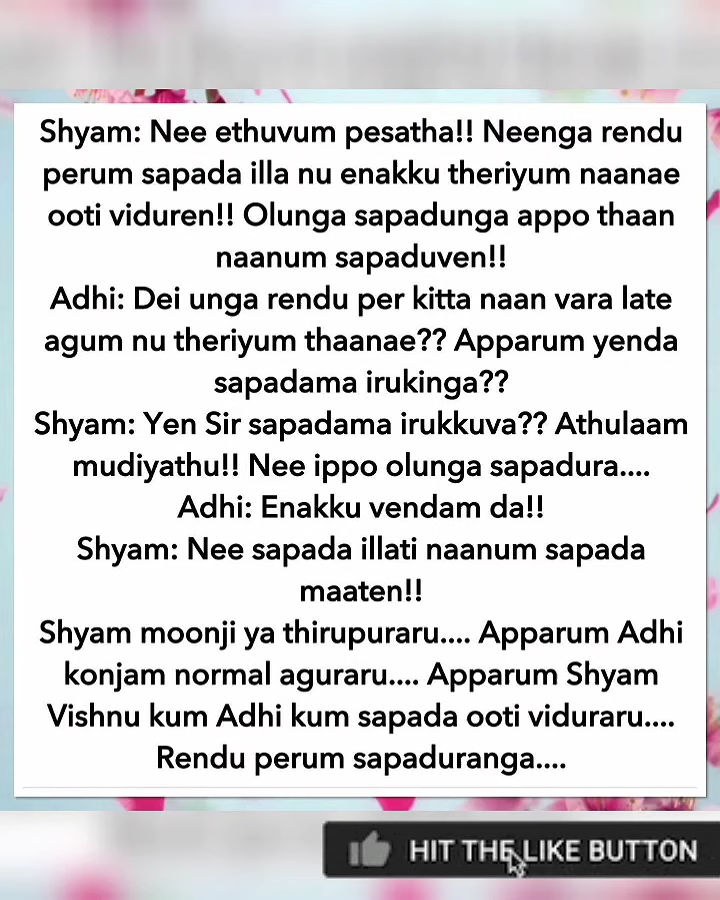 Shyam: Nee ethuvum pesatha!! Neenga rendu
perum sapada illa nu enakku theriyum naanae
ooti viduren!! Olunga sapadunga appo thaan
naanum sapaduven!!
Adhi: Dei unga rendu per kitta naan vara late
agum nu theriyum thaanae?? Apparum yenda
sapadama irukinga??
Shyam: Yen Sir sapadama irukkuva?? Athulaam
mudiyathu!! Nee ippo olunga sapadura....
Adhi: Enakku vendam da!!
Shyam: Nee sapada illati naanum sapada
maaten!!
Shyam moonji ya thirupuraru.... Apparum Adhi
konjam normal aguraru.... Apparum Shyam
Vishnu kum Adhi kum sapada ooti viduraru....
Rendu perum sapaduranga....
HIT THE LIKE BUTTON